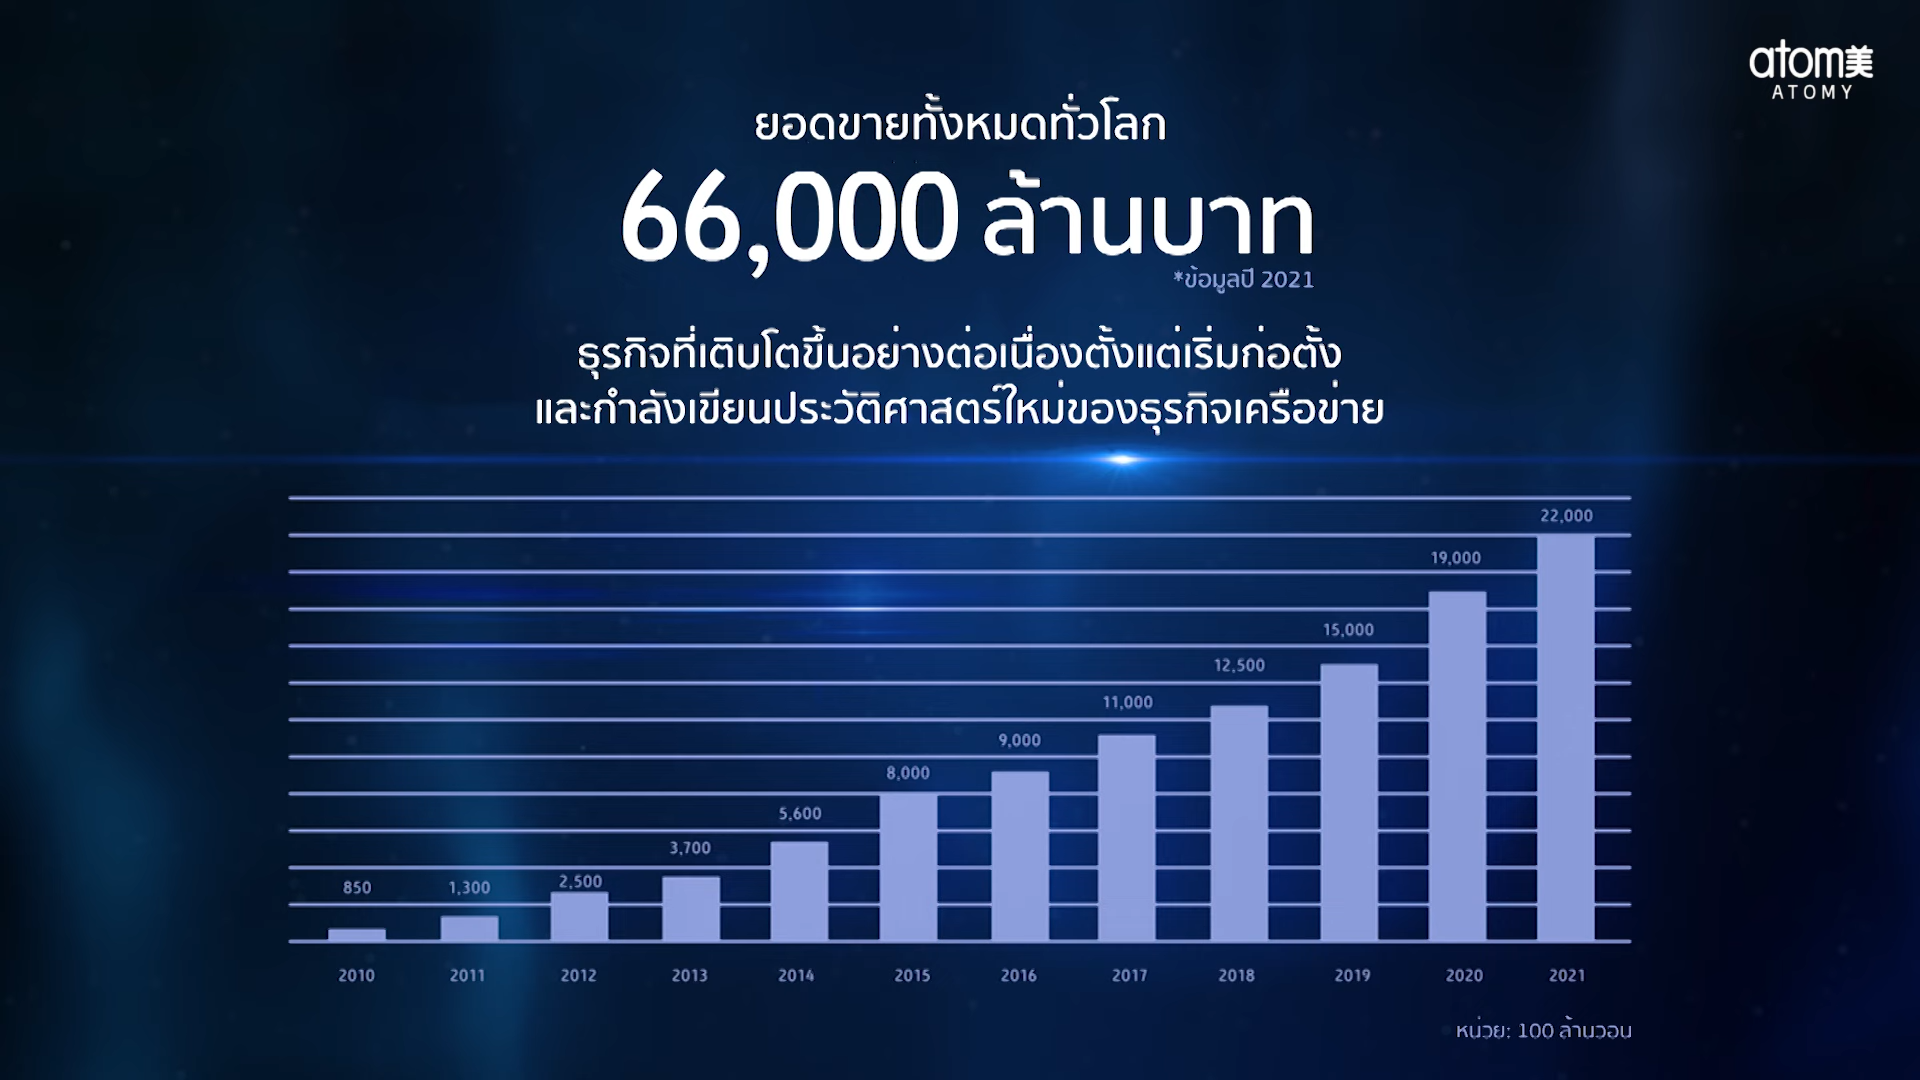 atom美
ATOMY
ยอดขายทั้งหมดทั่วโลก
66,000 ล้านบาท
*ข้อมูลปี 2021
ธุรกิจที่เติบโตขึ้นอย่างต่อเนื่องตั้งแต่เริ่มก่อตั้ง
และกำลังเขียนประวัติศาสตร์ใหม่ของธุรกิจเครือข่าย
850 1,300 2,500 3,700 5,600 8,000 9,000 11,000 12,500 15,000 19,000 22,000
2010 2011 2012 2013 2014 2015 2016 2017 2018 2019 2020 2021
หน่วย: 100 ล้านวอน